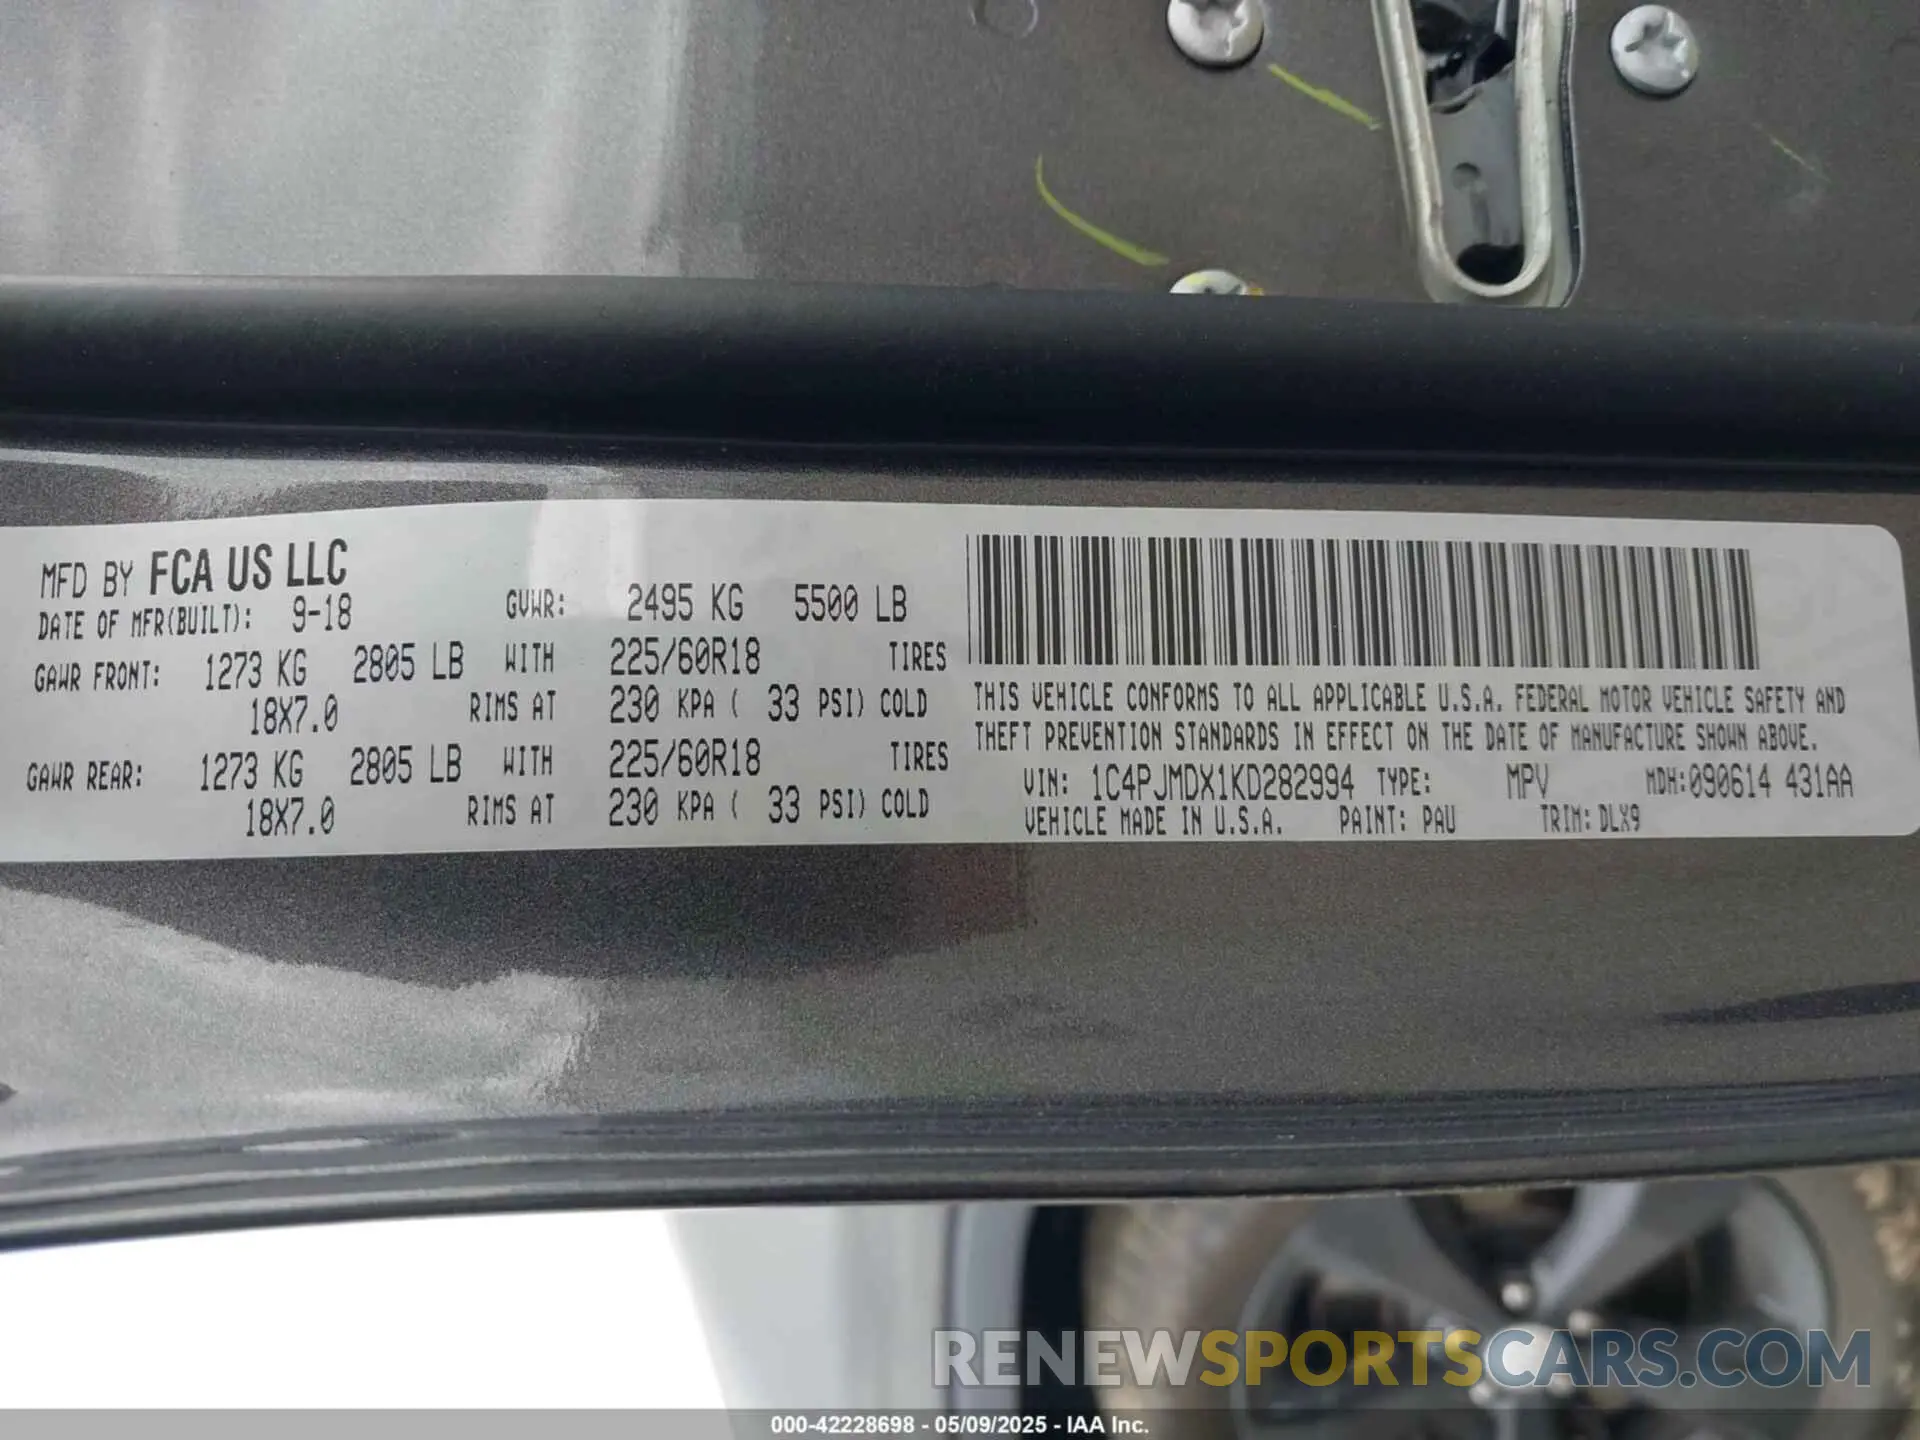 MFD BY FCA US LLC
DATE OF MFR(BUILT): 9-18 GVWR: 2495 KG 5500 LB
GAWR FRONT: 1273 KG 2805 LB WITH 225/60R18 TIRES
18X7.0 RIMS AT 230 KPA ( 33 PSI) COLD
GAWR REAR: 1273 KG 2805 LB WITH 225/60R18 TIRES
18X7.0 RIMS AT 230 KPA ( 33 PSI) COLD
THIS VEHICLE CONFORMS TO ALL APPLICABLE U.S.A. FEDERAL MOTOR VEHICLE SAFETY AND
THEFT PREVENTION STANDARDS IN EFFECT ON THE DATE OF MANUFACTURE SHOWN ABOVE.
VIN: 1C4PJMDX1KD282994 TYPE: MPV MDH:090614 431AA
VEHICLE MADE IN U.S.A. PAINT: PAU TRIM: DLX9
RENEWSPORTSCARS.COM
000-42228698 - 05/09/2025 - IAA Inc.